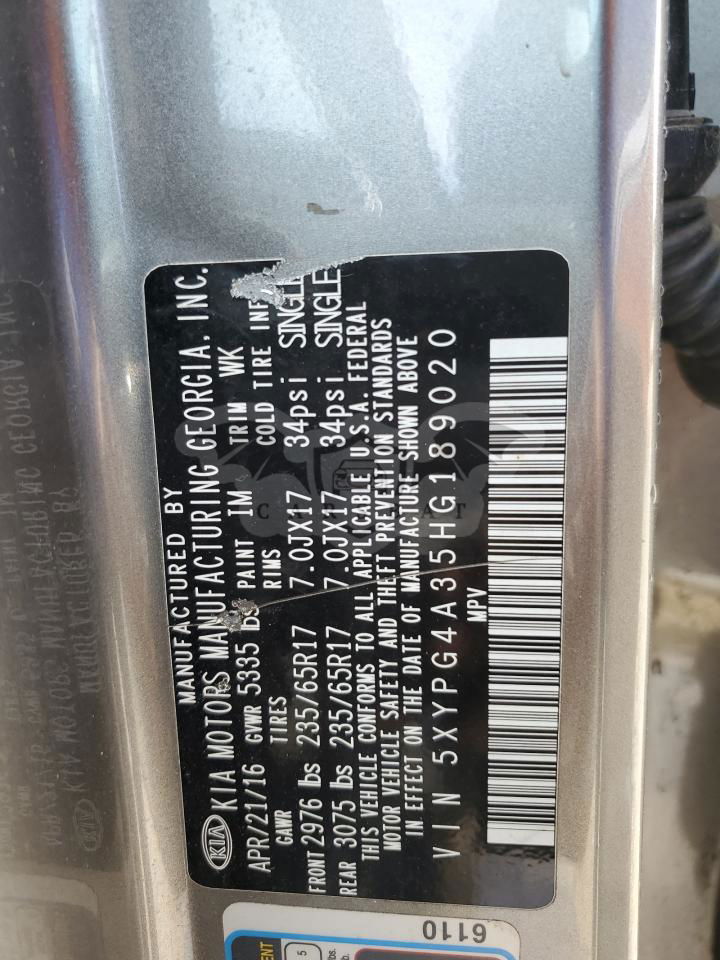 MANUFACTURED BY
KIA KIA MOTORS MANUFACTURING GEORGIA, INC.
APR/21/16 GVWR 5335 lbs PAINT IM TRIM WK
GAWR TIRES RIMS COLD TIRE
FRONT 2976 lbs 235/65R17 7.0JX17 34psi SINGLE
REAR 3075 lbs 235/65R17 7.0JX17 34psi SINGLE
THIS VEHICLE CONFORMS TO ALL APPLICABLE U.S.A. FEDERAL
MOTOR VEHICLE SAFETY AND THEFT PREVENTION STANDARDS
IN EFFECT ON THE DATE OF MANUFACTURE SHOWN ABOVE
VIN 5XYPG4A35HG189020
MPV
6110
5